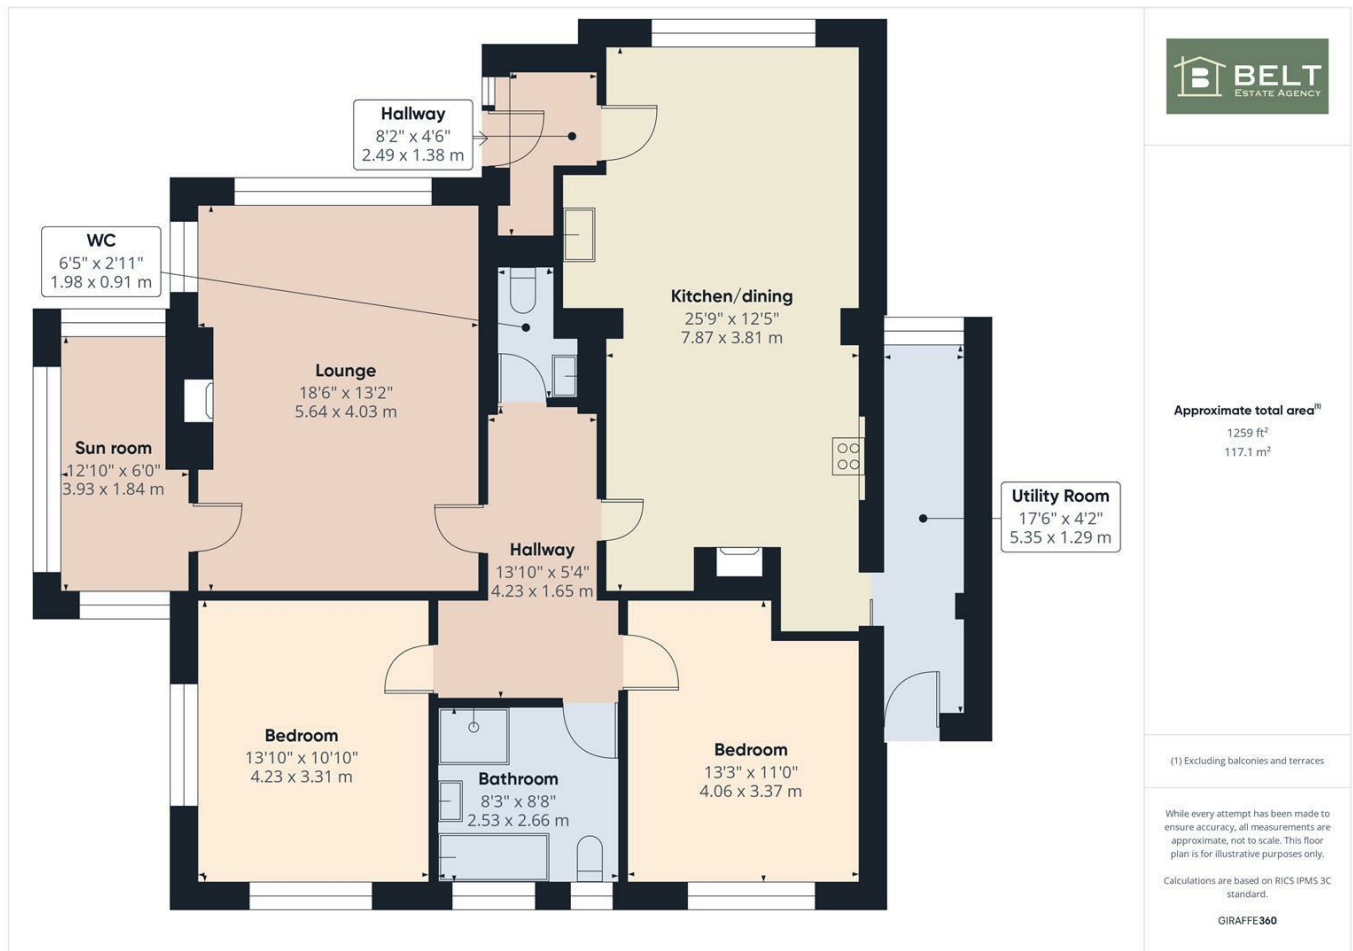 Hallway
8'2" x 4'6"
2.49 x 1.38 m
WC
6'5" x 2'11"
1.98 x 0.91 m
Kitchen/dining
25'9" x 12'5"
7.87 x 3.81 m
Lounge
18'6" x 13'2"
5.64 x 4.03 m
Sun room
12'10" x 6'0"
3.93 x 1.84 m
Utility Room
17'6" x 4'2"
5.35 x 1.29 m
Hallway
13'10" x 5'4"
4.23 x 1.65 m
Bedroom
13'10" x 10'10"
4.23 x 3.31 m
Bathroom
8'3" x 8'8"
2.53 x 2.66 m
Bedroom
13'3" x 11'0"
4.06 x 3.37 m
B BELT
ESTATE AGENCY
Approximate total area(1)
1259 ft²
117.1 m²
(1) Excluding balconies and terraces
While every attempt has been made to
ensure accuracy, all measurements are
approximate, not to scale. This floor
plan is for illustrative purposes only.
Calculations are based on RICS IPMS 3C
standard.
GIRAFFE360